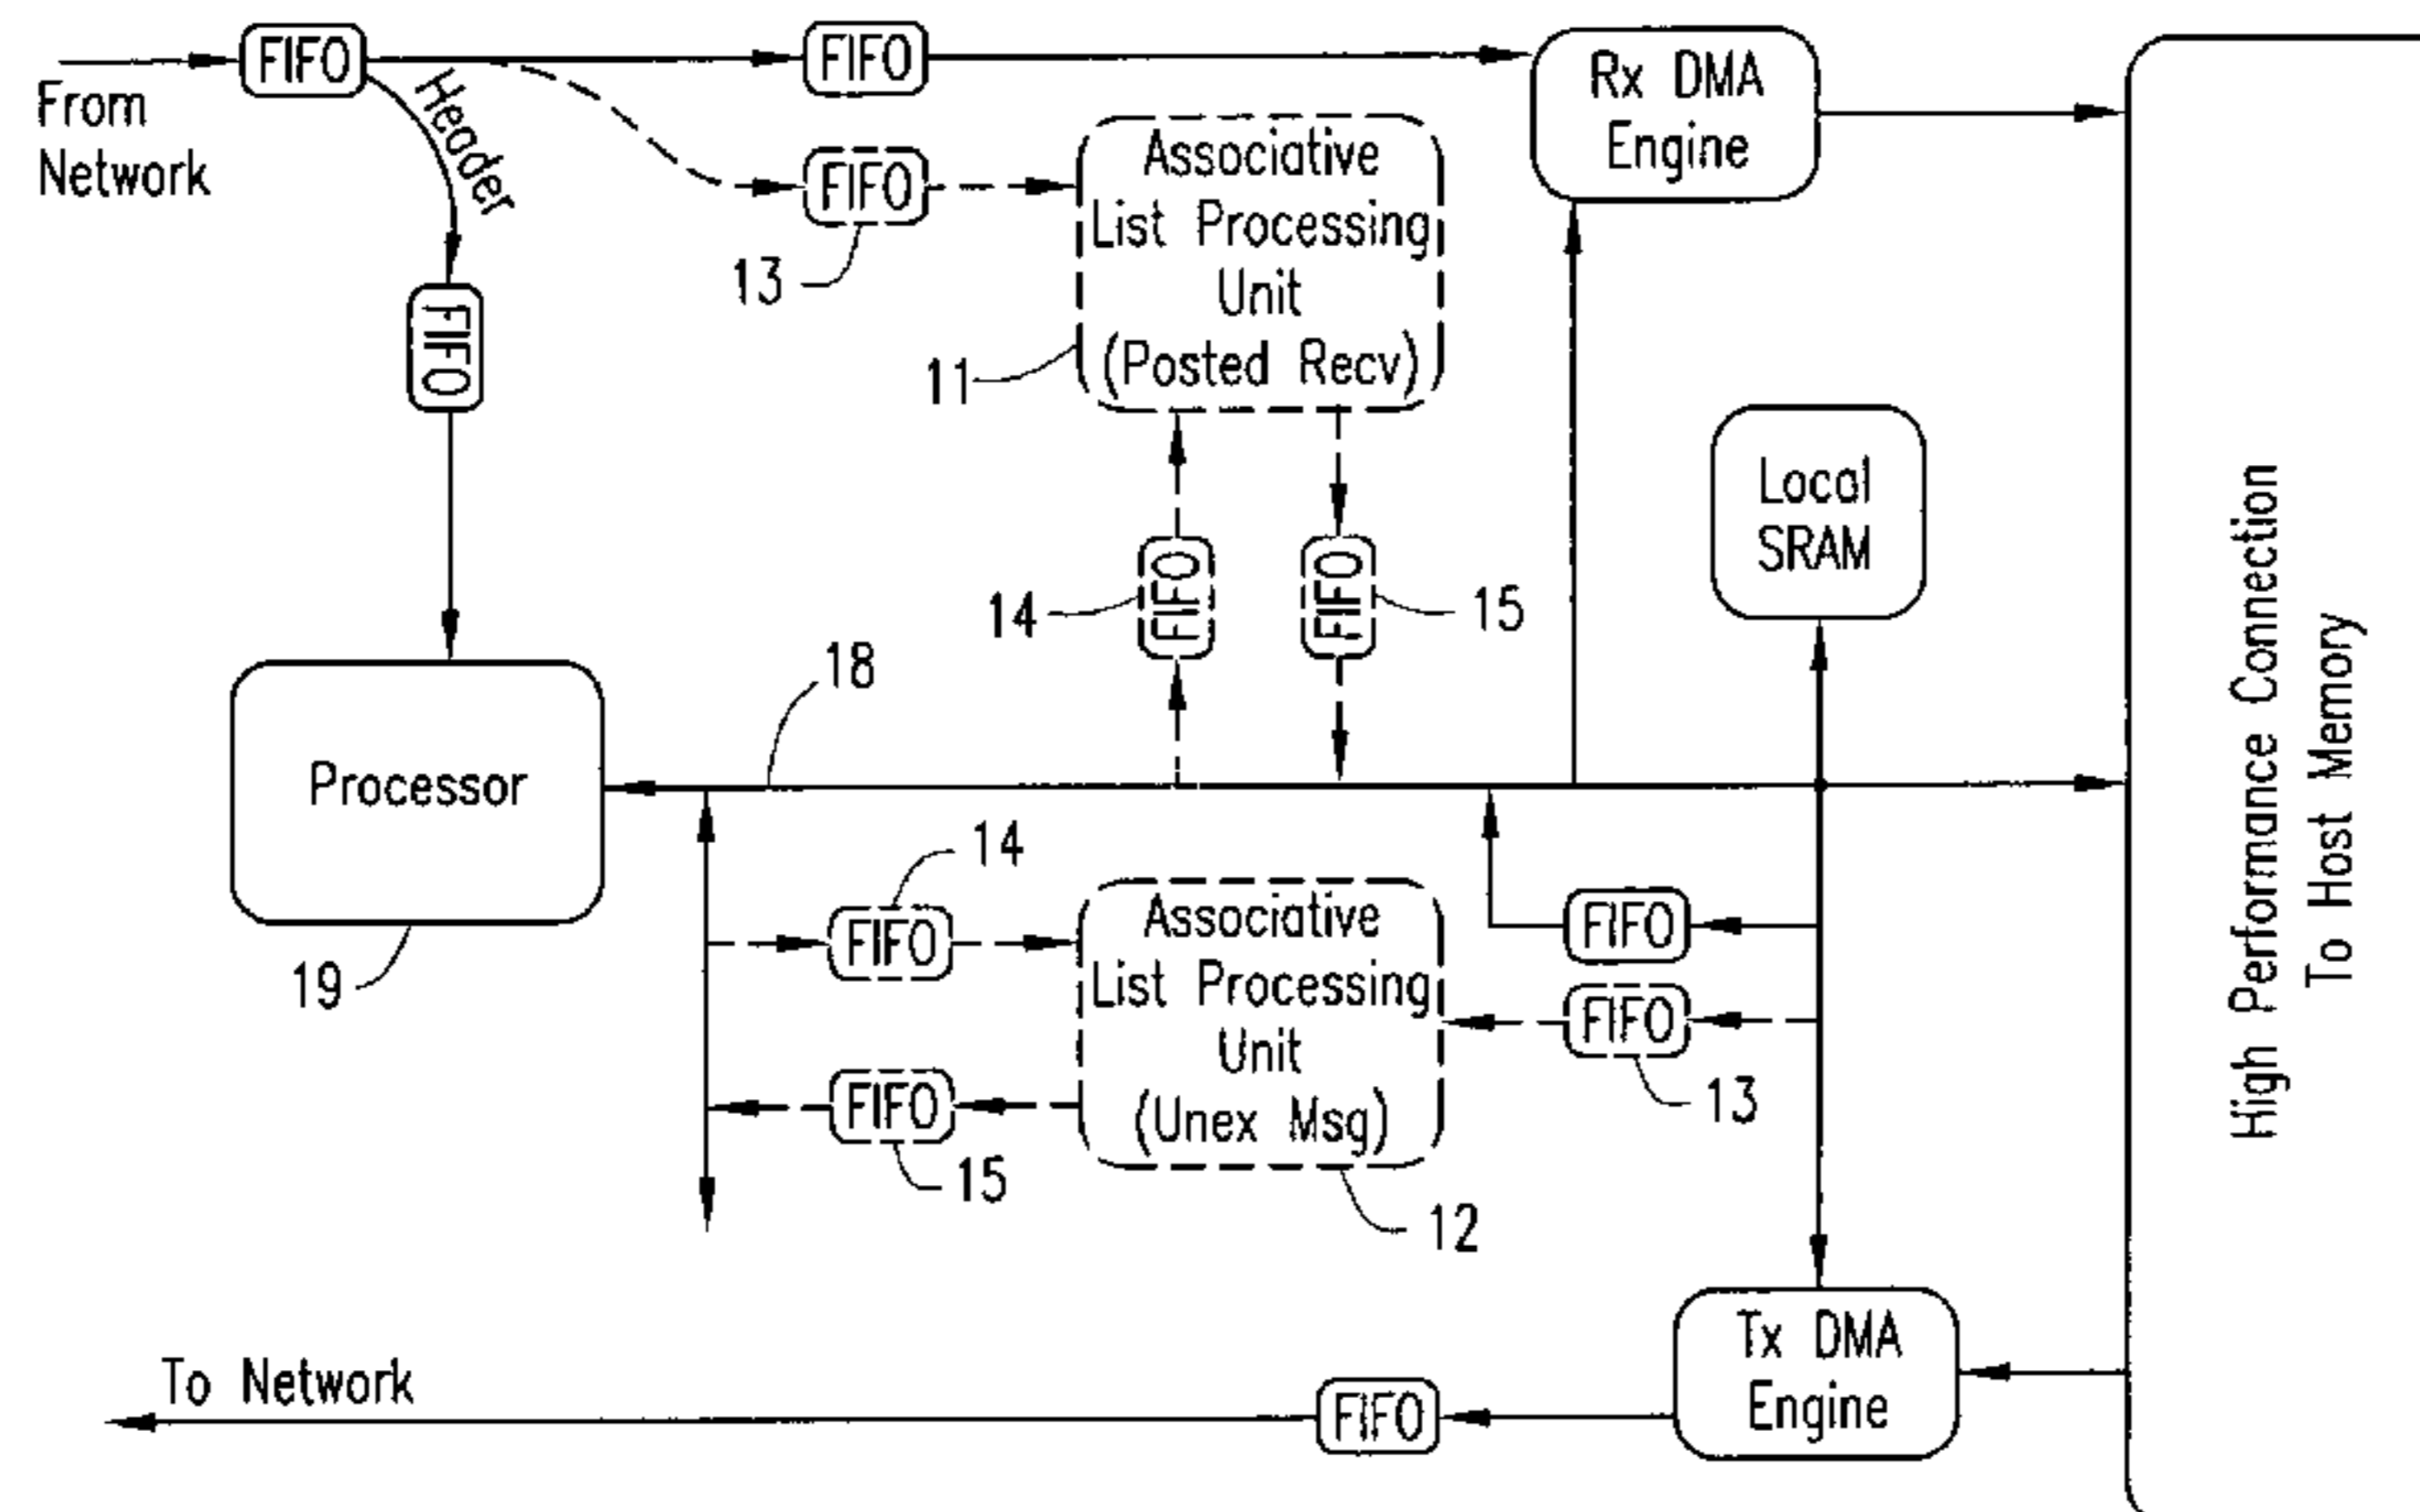 FIFO
FIFO
From
Network
Header
FIFO
13
Rx DMA
Engine
Associative
List Processing
Unit
(Posted Recv)
11
FIFO
Local
SRAM
14
FIFO
FIFO
15
18
Processor
19
High Performance Connection
To Host Memory
14
FIFO
Associative
List Processing
Unit
(Unex Msg)
12
FIFO
FIFO
13
FIFO
15
Tx DMA
Engine
To Network
FIFO